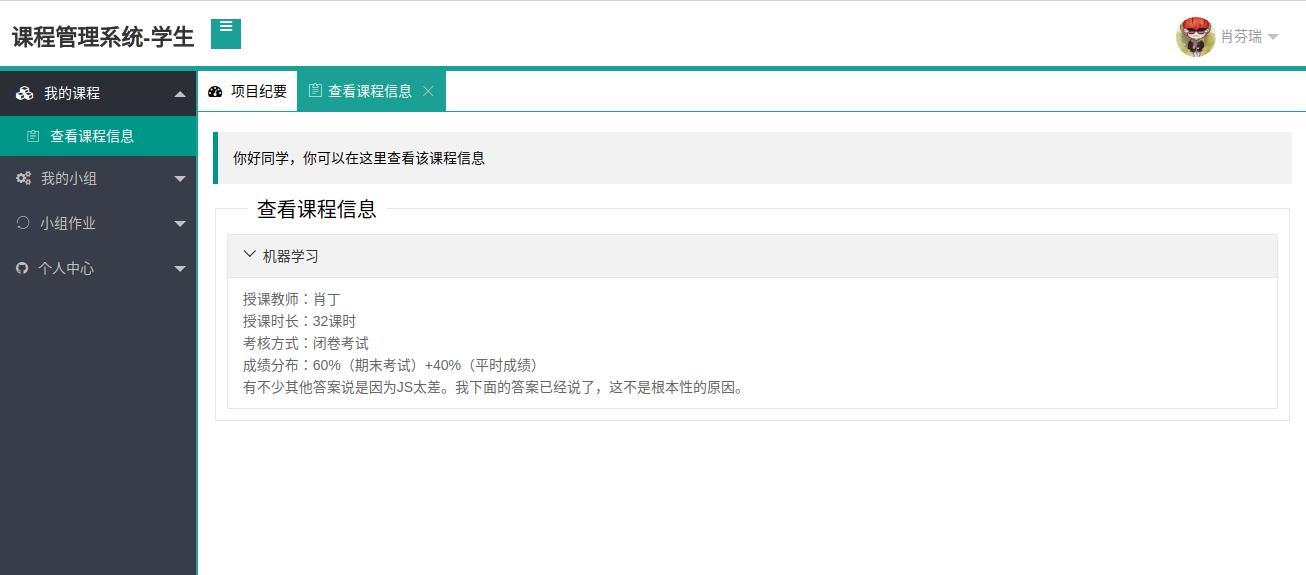 课程管理系统-学生
肖芬瑞
我的课程
查看课程信息
我的小组
小组作业
个人中心
项目纪要
查看课程信息
你好同学，你可以在这里查看该课程信息
查看课程信息
机器学习
授课教师：肖丁
授课时长：32课时
考核方式：闭卷考试
成绩分布：60%（期末考试）+40%（平时成绩）
有不少其他答案说是因为JS太差。我下面的答案已经说了，这不是根本性的原因。